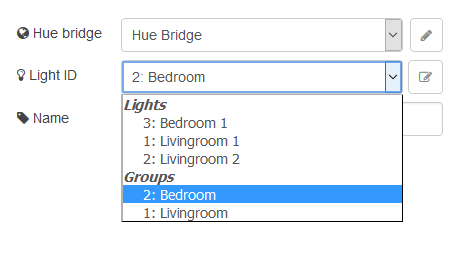 Hue bridge Hue Bridge
Light ID 2: Bedroom
Lights
3: Bedroom 1
Name 1: Livingroom 1
2: Livingroom 2
Groups
2: Bedroom
1: Livingroom